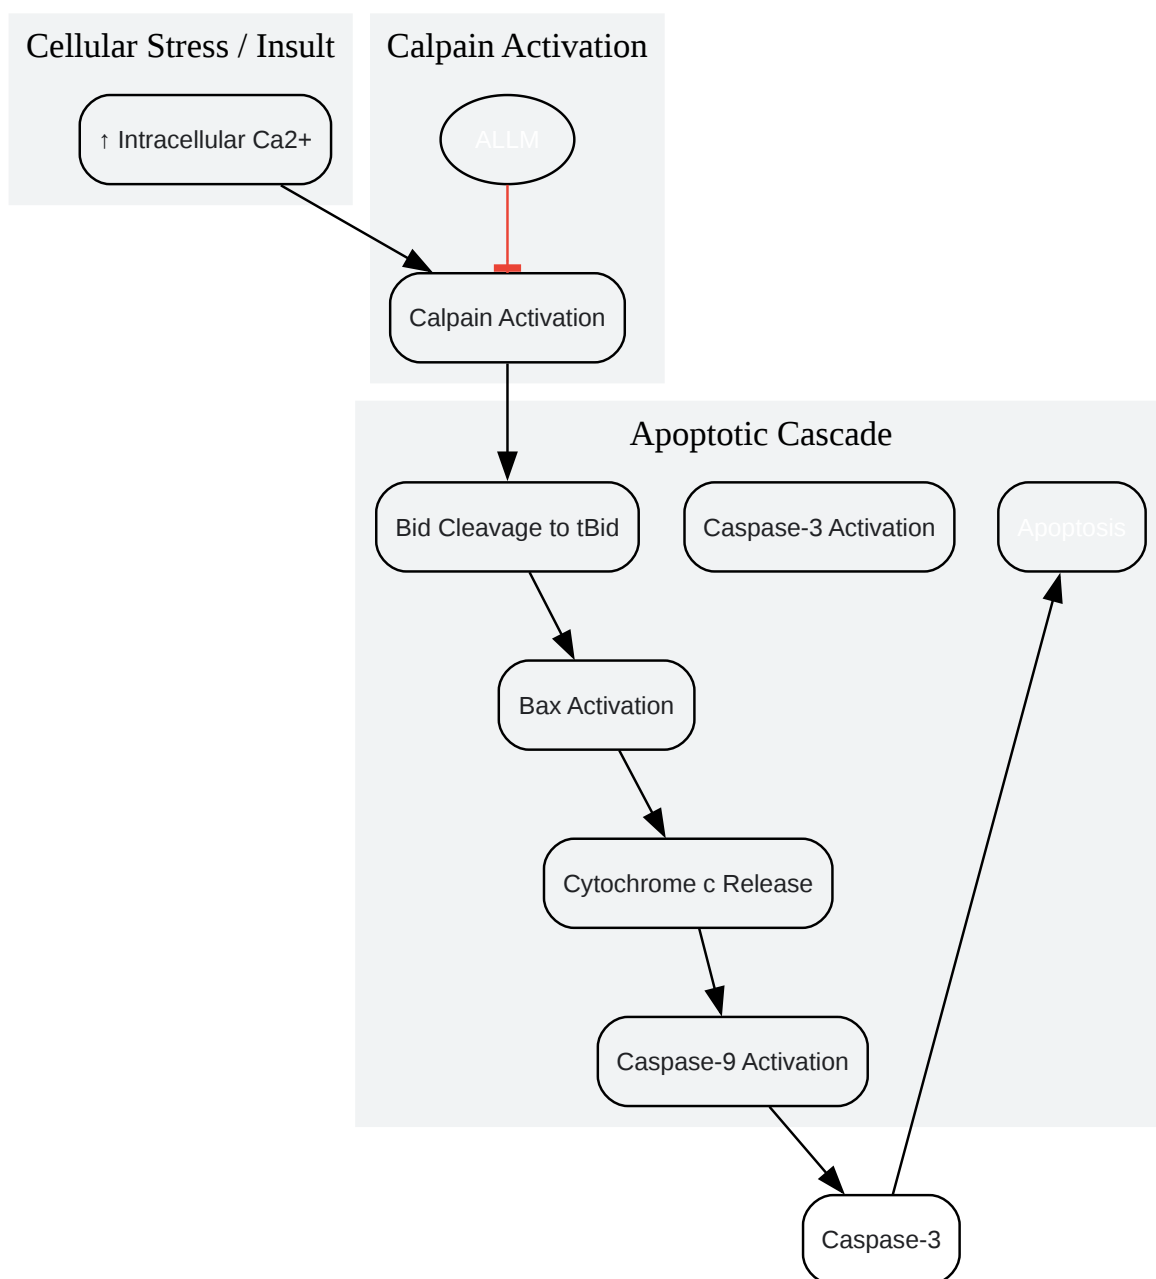 Cellular Stress / Insult
Calpain Activation
↑ Intracellular Ca2+
ALLM
Calpain Activation
Apoptotic Cascade
Bid Cleavage to tBid
Caspase-3 Activation
Apoptosis
Bax Activation
Cytochrome c Release
Caspase-9 Activation
Caspase-3